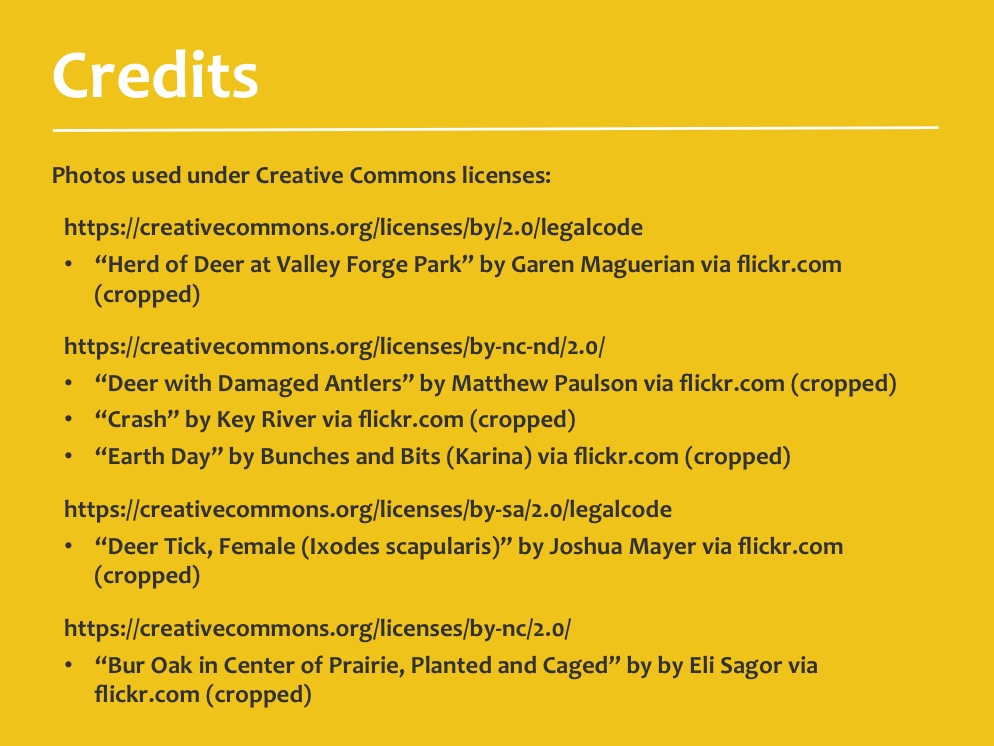 Credits
Photos used under Creative Commons licenses:
https://creativecommons.org/licenses/by/2.0/legalcode
• “Herd of Deer at Valley Forge Park” by Garen Maguerian via flickr.com
(cropped)
https://creativecommons.org/licenses/by-nc-nd/2.0/
• “Deer with Damaged Antlers” by Matthew Paulson via flickr.com (cropped)
• “Crash” by Key River via flickr.com (cropped)
• “Earth Day” by Bunches and Bits (Karina) via flickr.com (cropped)
https://creativecommons.org/licenses/by-sa/2.0/legalcode
• “Deer Tick, Female (Ixodes scapularis)” by Joshua Mayer via flickr.com
(cropped)
https://creativecommons.org/licenses/by-nc/2.0/
• “Bur Oak in Center of Prairie, Planted and Caged” by by Eli Sagor via
flickr.com (cropped)